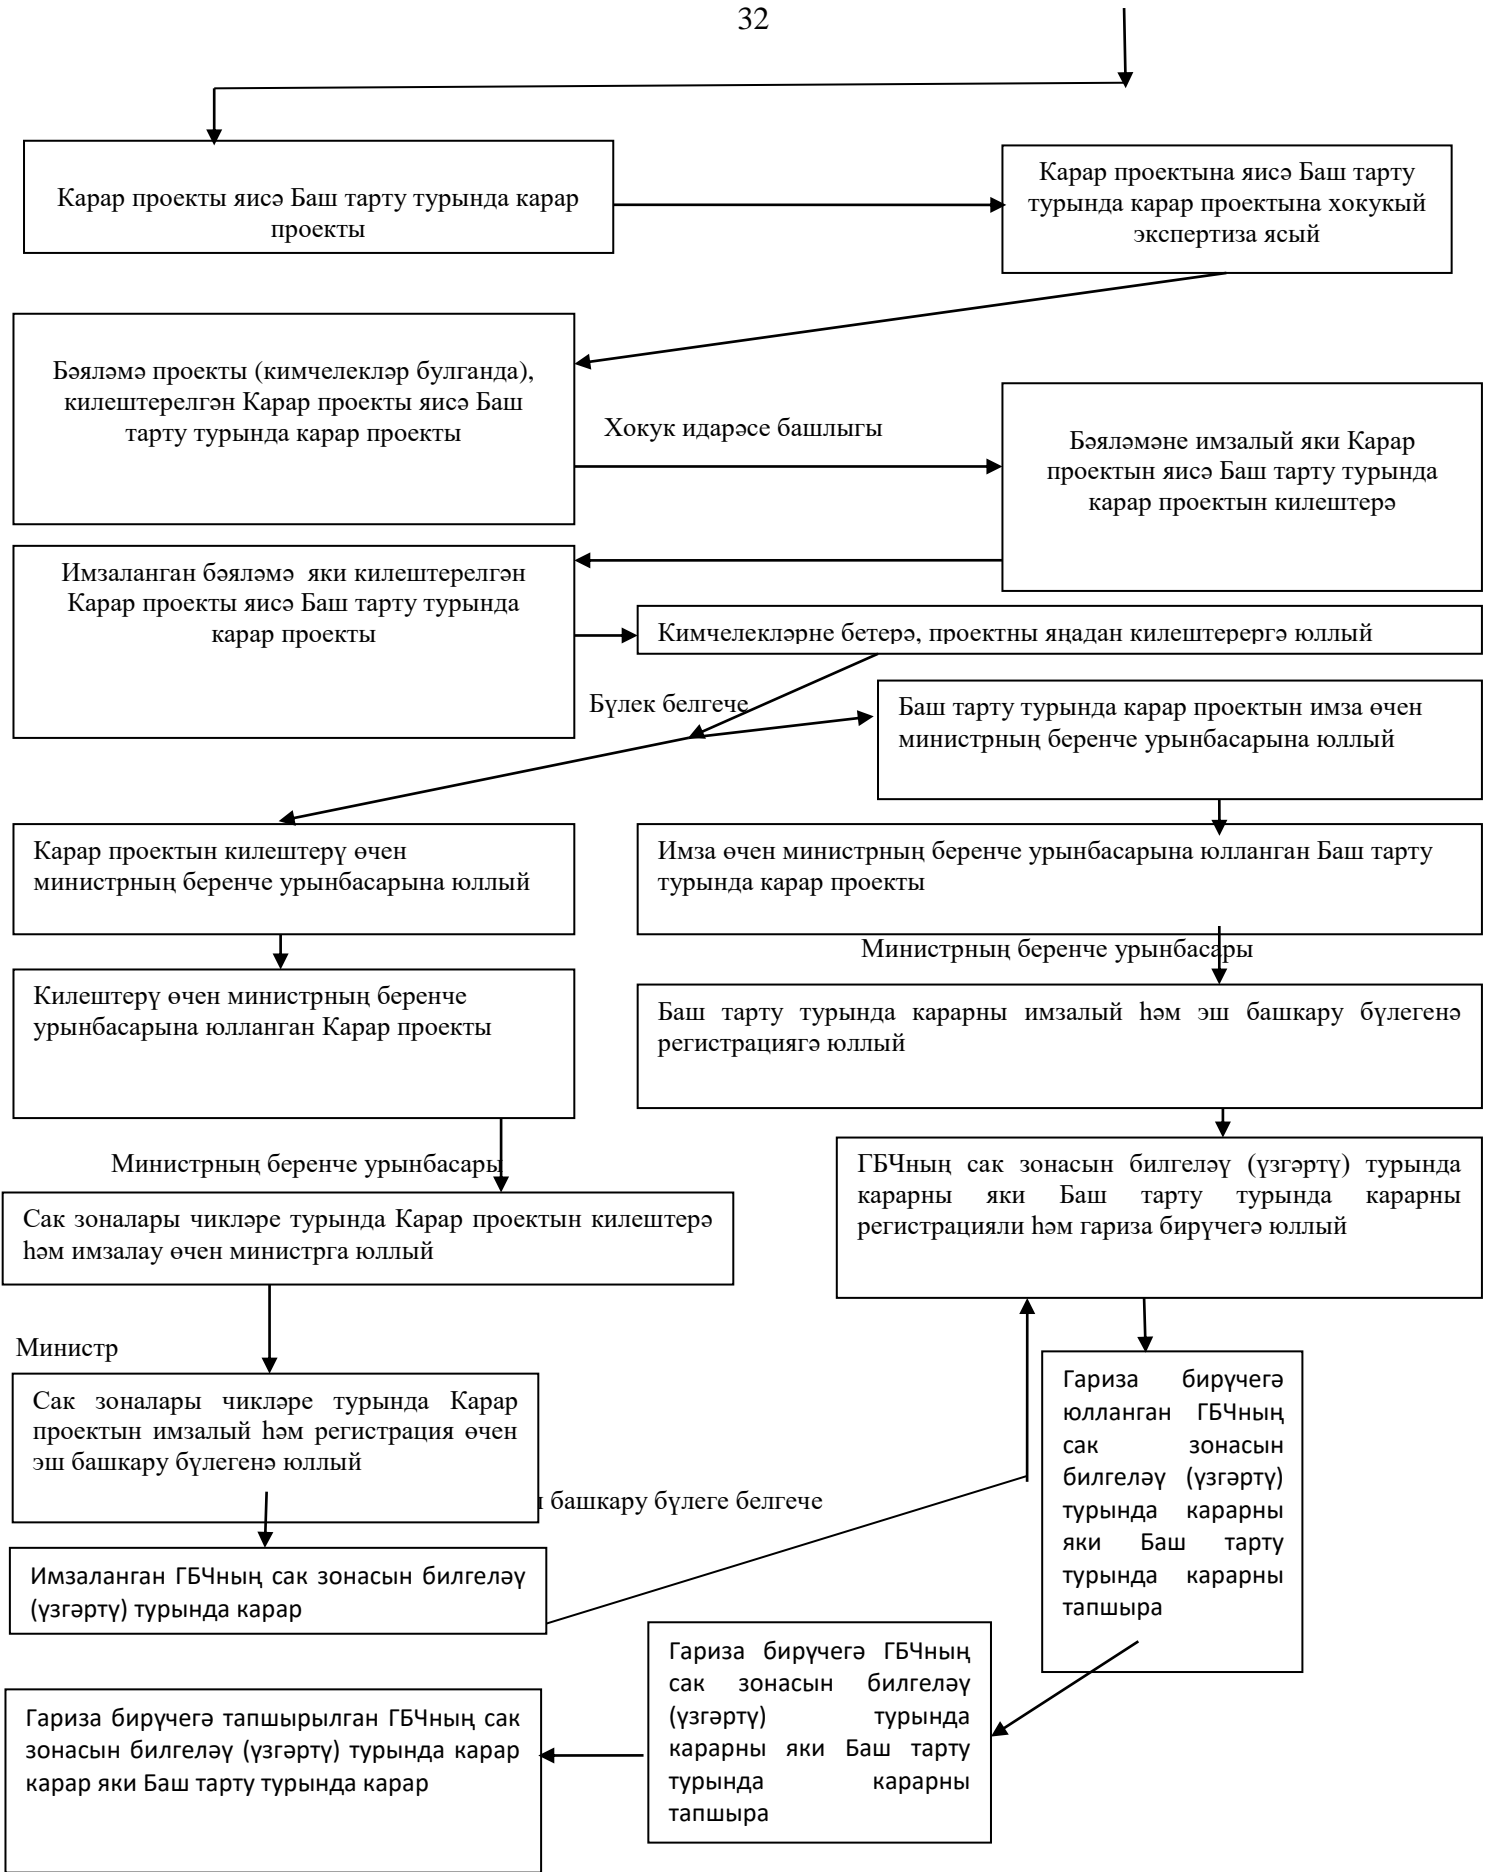 32
Карар проекты яисә Баш тарту турында карар
проекты
Карар проектына яисә Баш тарту
турында карар проектына хокукый
экспертиза ясый
Бәяләмә проекты (кимчелекләр булганда),
килештерелгән Карар проекты яисә Баш
тарту турында карар проекты
Хокук идарәсе башлыгы
Бәяләмәне имзалый яки Карар
проектын яисә Баш тарту турында
карар проектын килештерә
Имзаланган бәяләмә яки килештерелгән
Карар проекты яисә Баш тарту турында
карар проекты
Кимчелекләрне бетерә, проектны яңадан килештерергә юллый
Бүлек белгече
Баш тарту турында карар проектын имза өчен
министрның беренче урынбасарына юллый
Карар проектын килештерү өчен
министрның беренче урынбасарына юллый
Имза өчен министрның беренче урынбасарына юлланган Баш тарту
турында карар проекты
Министрның беренче урынбасары
Килештерү өчен министрның беренче
урынбасарына юлланган Карар проекты
Баш тарту турында карарны имзалый һәм эш башкару бүлегенә
регистрациягә юллый
Министрның беренче урынбасары
ГБЧның сак зонасын билгеләү (үзгәртү) турында
карарны яки Баш тарту турында карарны
регистрацияли һәм гариза бирүчегә юллый
Сак зоналары чикләре турында Карар проектын килештерә
һәм имзалау өчен министрга юллый
Министр
Сак зоналары чикләре турында Карар
проектын имзалый һәм регистрация өчен
эш башкару бүлегенә юллый
башкару бүлеге белгече
Гариза бирүчегә
юлланган ГБЧның
сак зонасын
билгеләү (үзгәртү)
турында карарны
яки Баш тарту
турында карарны
тапшыра
Имзаланган ГБЧның сак зонасын билгеләү
(үзгәртү) турында карар
Гариза бирүчегә ГБЧның
сак зонасын билгеләү
(үзгәртү) турында
карарны яки Баш тарту
турында карарны
тапшыра
Гариза бирүчегә тапшырылган ГБЧның сак
зонасын билгеләү (үзгәртү) турында карар
карар яки Баш тарту турында карар